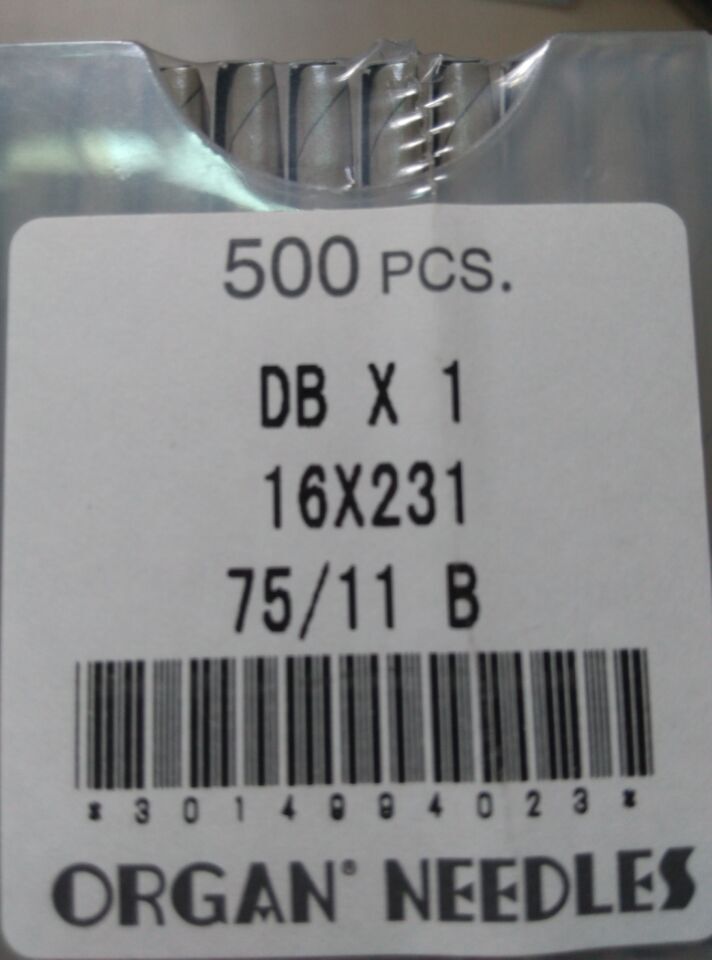 500 PCS.
DB X 1
16X231
75/11 B
*3014994023*
ORGAN® NEEDLES